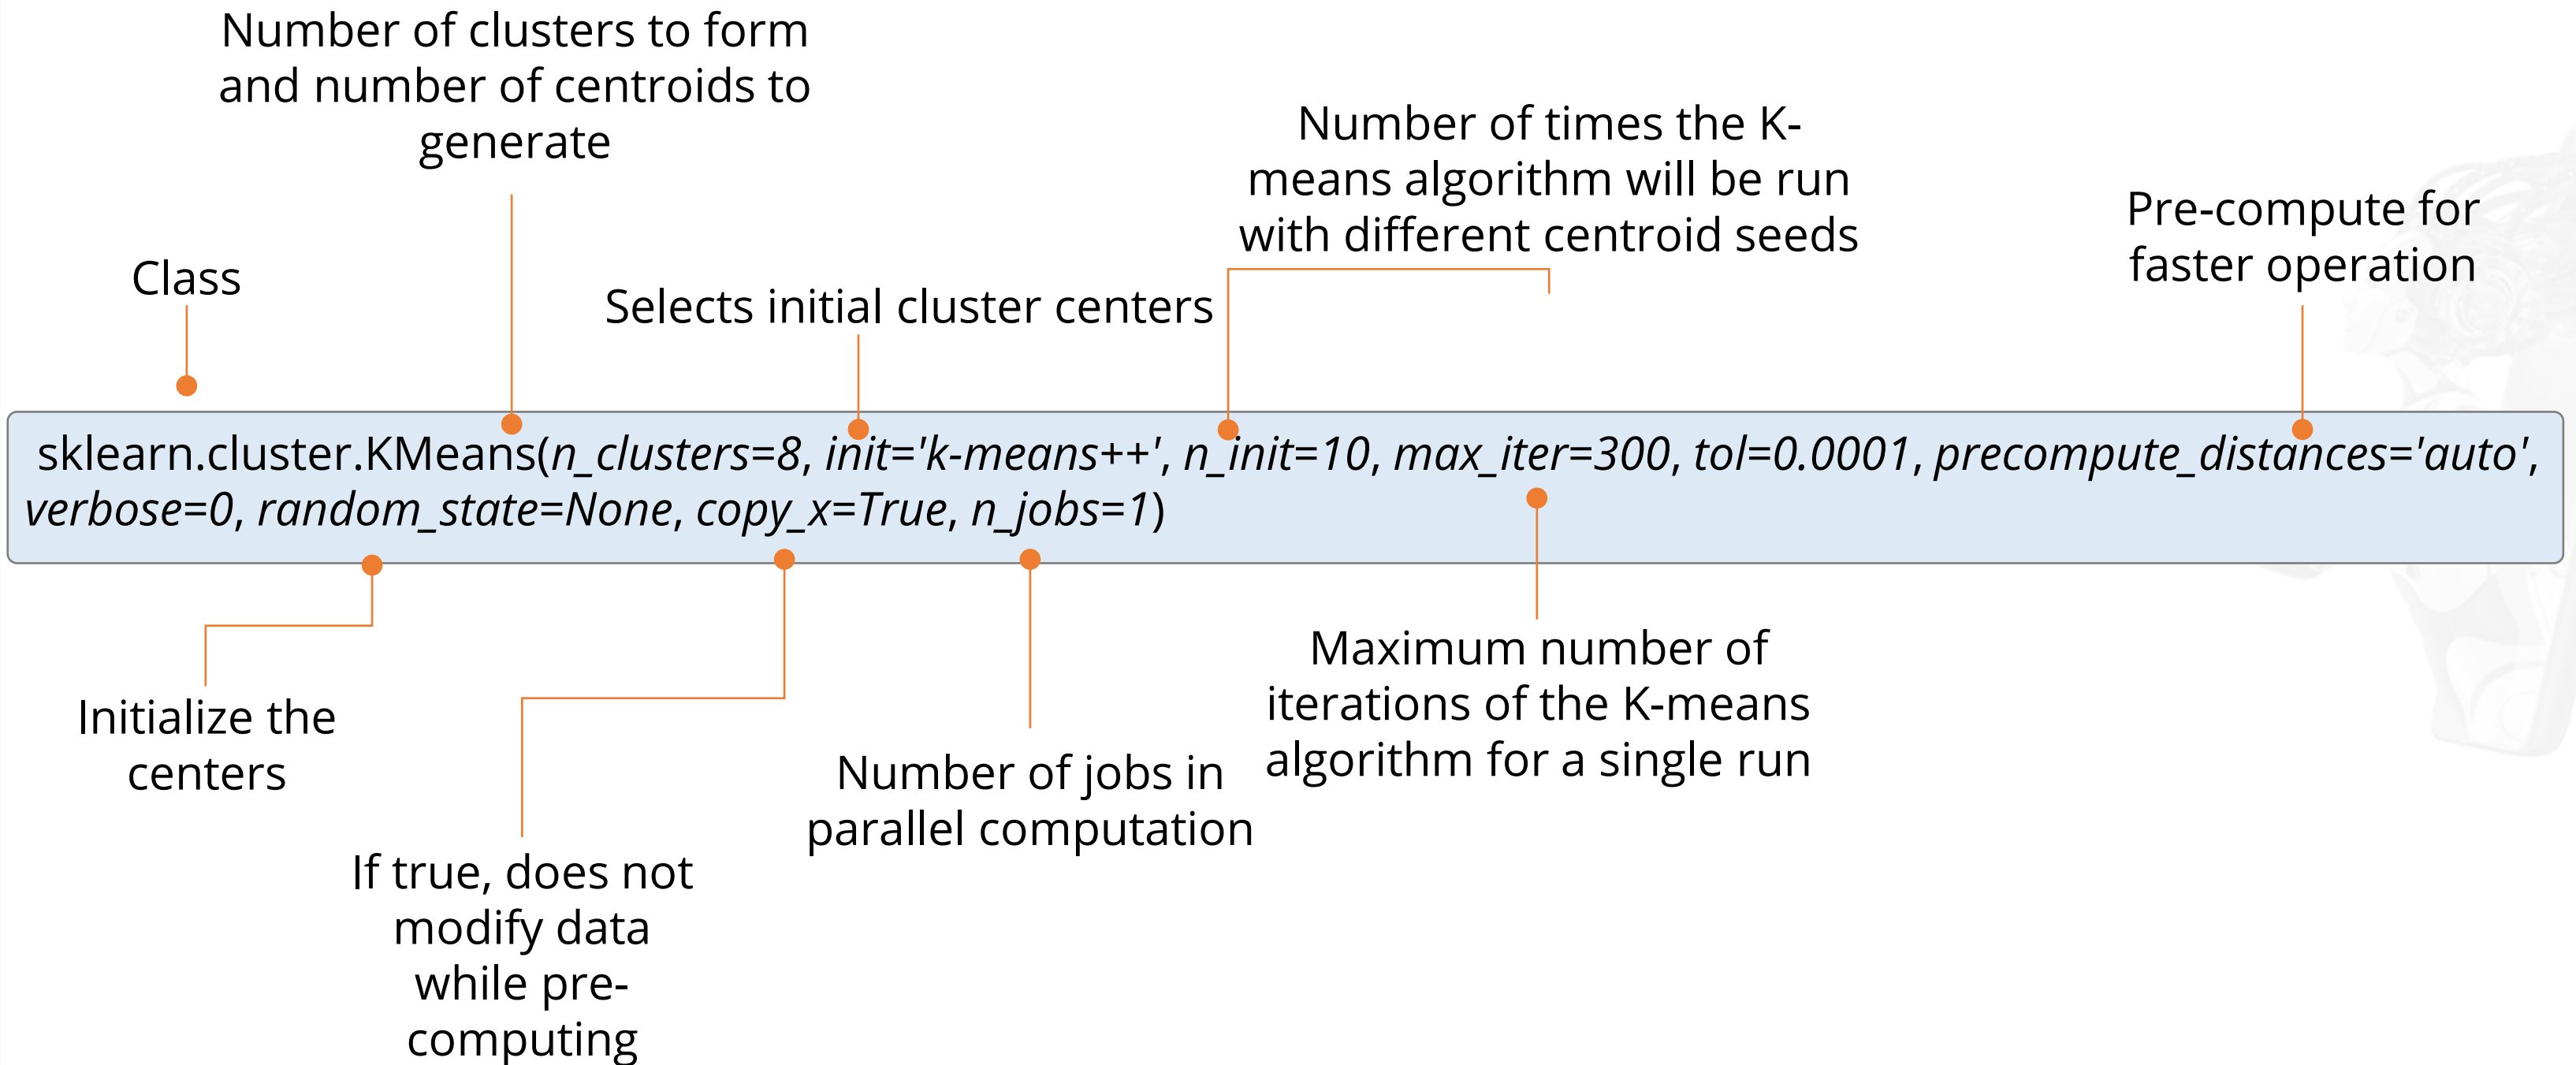 Number of clusters to form
and number of centroids to
generate
Number of times the K-
means algorithm will be run
with different centroid seeds
Pre-compute for
faster operation
Class
Selects initial cluster centers
sklearn.cluster.KMeans(n_clusters=8, init='k-means++', n_init=10, max_iter=300, tol=0.0001, precompute_distances='auto',
verbose=0, random_state=None, copy_x=True, n_jobs=1)
Initialize the
centers
If true, does not
modify data
while pre-
computing
Number of jobs in
parallel computation
Maximum number of
iterations of the K-means
algorithm for a single run